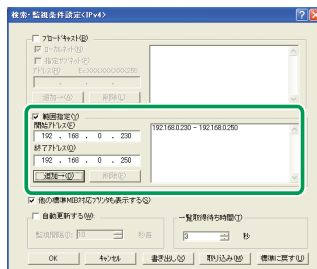 検索･監視条件設定<IPv4>
ﾌﾞﾛｰﾄﾞｷｬｽﾄ(B)
ﾛｰｶﾙﾈｯﾄ(N)
指定ｻﾌﾞﾈｯﾄ(F)
ｱﾄﾞﾚｽ(P) Ex.XXX.XXX.XXX.255
追加→(A) 削除(L)
範囲指定(Y)
開始ｱﾄﾞﾚｽ(E)
192 . 168 . 0 . 230
192.168.0.230 - 192.168.0.250
終了ｱﾄﾞﾚｽ(X)
192 . 168 . 0 . 250
追加→(D) 削除(E)
他の標準MIB対応ﾌﾟﾘﾝﾀも表示する(S)
自動更新する(W)
監視間隔(I): 10 秒毎
一覧取得待ち時間(T)
3 秒
OK ｷｬﾝｾﾙ 書き出し(V) 取り込み(M) 標準に戻す(U)